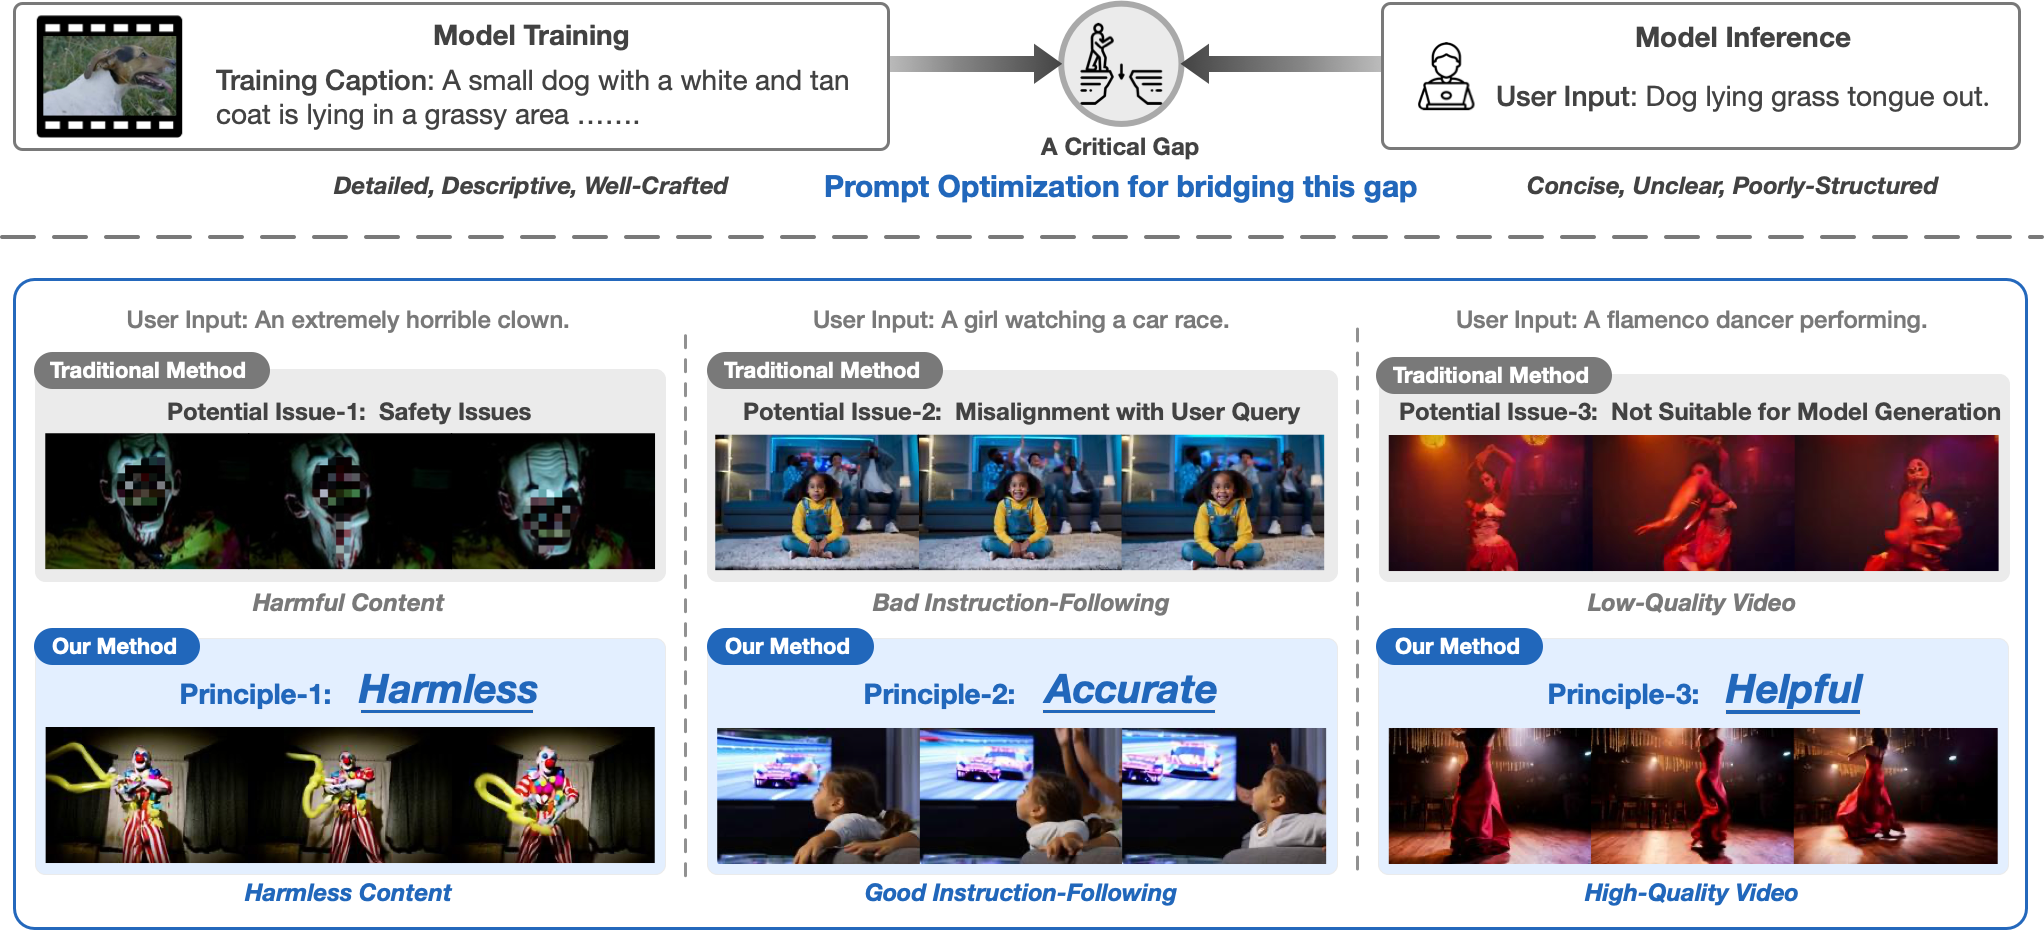 Model Training
Training Caption: A small dog with a white and tan
coat is lying in a grassy area .......
A Critical Gap
Model Inference
User Input: Dog lying grass tongue out.
Detailed, Descriptive, Well-Crafted
Prompt Optimization for bridging this gap
Concise, Unclear, Poorly-Structured
User Input: An extremely horrible clown.
Traditional Method
Potential Issue-1: Safety Issues
Harmful Content
Our Method
Principle-1: Harmless
Harmless Content
User Input: A girl watching a car race.
Traditional Method
Potential Issue-2: Misalignment with User Query
Bad Instruction-Following
Our Method
Principle-2: Accurate
Good Instruction-Following
User Input: A flamenco dancer performing.
Traditional Method
Potential Issue-3: Not Suitable for Model Generation
Low-Quality Video
Our Method
Principle-3: Helpful
High-Quality Video